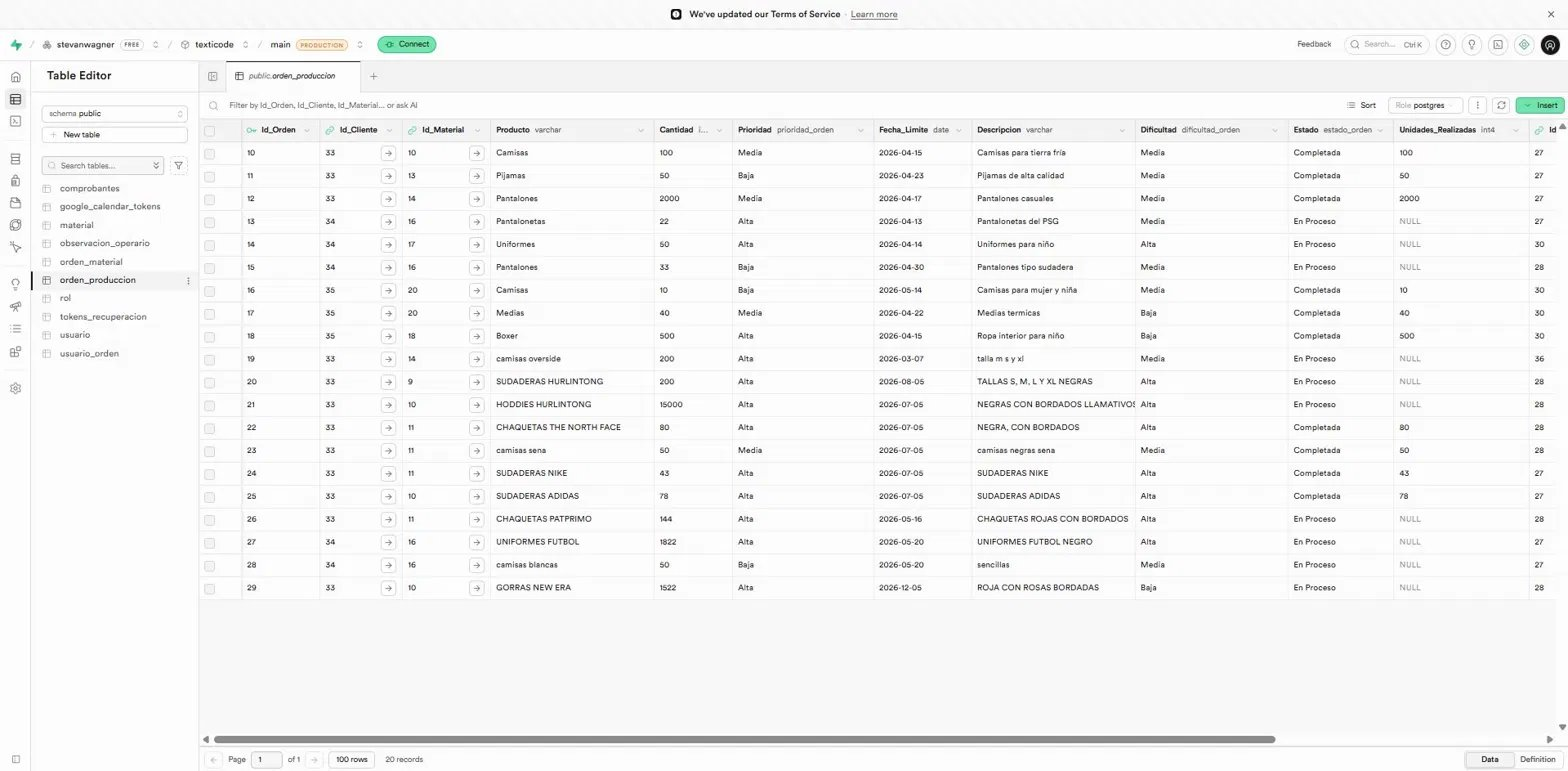 We've updated our Terms of Service · Learn more
/ stevanwagner FREE / texticode / main PRODUCTION Connect Feedback Search... Ctrl K
Table Editor
public.orden_produccion
schema public
New table
Search tables...
comprobantes
google_calendar_tokens
material
observacion_operario
orden_material
orden_produccion
rol
tokens_recuperacion
usuario
usuario_orden
Filter by Id_Orden, Id_Cliente, Id_Material... or ask AI Sort Role postgres Insert
Id_Orden Id_Cliente Id_Material Producto varchar Cantidad i... Prioridad prioridad_orden Fecha_Limite date Descripcion varchar Dificultad dificultad_orden Estado estado_orden Unidades_Realizadas int4 Id
10 33 10 Camisas 100 Media 2026-04-15 Camisas para tierra fría Media Completada 100 27
11 33 13 Pijamas 50 Baja 2026-04-23 Pijamas de alta calidad Media Completada 50 27
12 33 14 Pantalones 2000 Media 2026-04-17 Pantalones casuales Media Completada 2000 27
13 34 16 Pantalonetas 22 Alta 2026-04-13 Pantalonetas del PSG Media En Proceso NULL 27
14 34 17 Uniformes 50 Alta 2026-04-14 Uniformes para niño Alta En Proceso NULL 30
15 34 16 Pantalones 33 Baja 2026-04-30 Pantalones tipo sudadera Media En Proceso NULL 28
16 35 20 Camisas 10 Baja 2026-05-14 Camisas para mujer y niña Media Completada 10 30
17 35 20 Medias 40 Media 2026-04-22 Medias termicas Baja Completada 40 30
18 35 18 Boxer 500 Alta 2026-04-15 Ropa interior para niño Baja Completada 500 30
19 33 14 camisas overside 200 Alta 2026-03-07 talla m s y xl Media En Proceso NULL 36
20 33 9 SUDADERAS HURLINTONG 200 Alta 2026-08-05 TALLAS S, M, L Y XL NEGRAS Alta En Proceso NULL 28
21 33 10 HODDIES HURLINTONG 15000 Alta 2026-07-05 NEGRAS CON BORDADOS LLAMATIVOS Alta En Proceso NULL 28
22 33 11 CHAQUETAS THE NORTH FACE 80 Alta 2026-07-05 NEGRA, CON BORDADOS Alta Completada 80 28
23 33 11 camisas sena 50 Media 2026-07-05 camisas negras sena Media Completada 50 28
24 33 11 SUDADERAS NIKE 43 Alta 2026-07-05 SUDADERAS NIKE Alta Completada 43 27
25 33 10 SUDADERAS ADIDAS 78 Alta 2026-07-05 SUDADERAS ADIDAS Alta Completada 78 27
26 33 11 CHAQUETAS PATPRIMO 144 Alta 2026-05-16 CHAQUETAS ROJAS CON BORDADOS Alta En Proceso NULL 28
27 34 16 UNIFORMES FUTBOL 1822 Alta 2026-05-20 UNIFORMES FUTBOL NEGRO Alta En Proceso NULL 27
28 34 16 camisas blancas 50 Baja 2026-05-20 sencillas Media En Proceso NULL 27
29 33 10 GORRAS NEW ERA 1522 Alta 2026-12-05 ROJA CON ROSAS BORDADAS Baja En Proceso NULL 28
Page 1 of 1 100 rows 20 records Data Definition